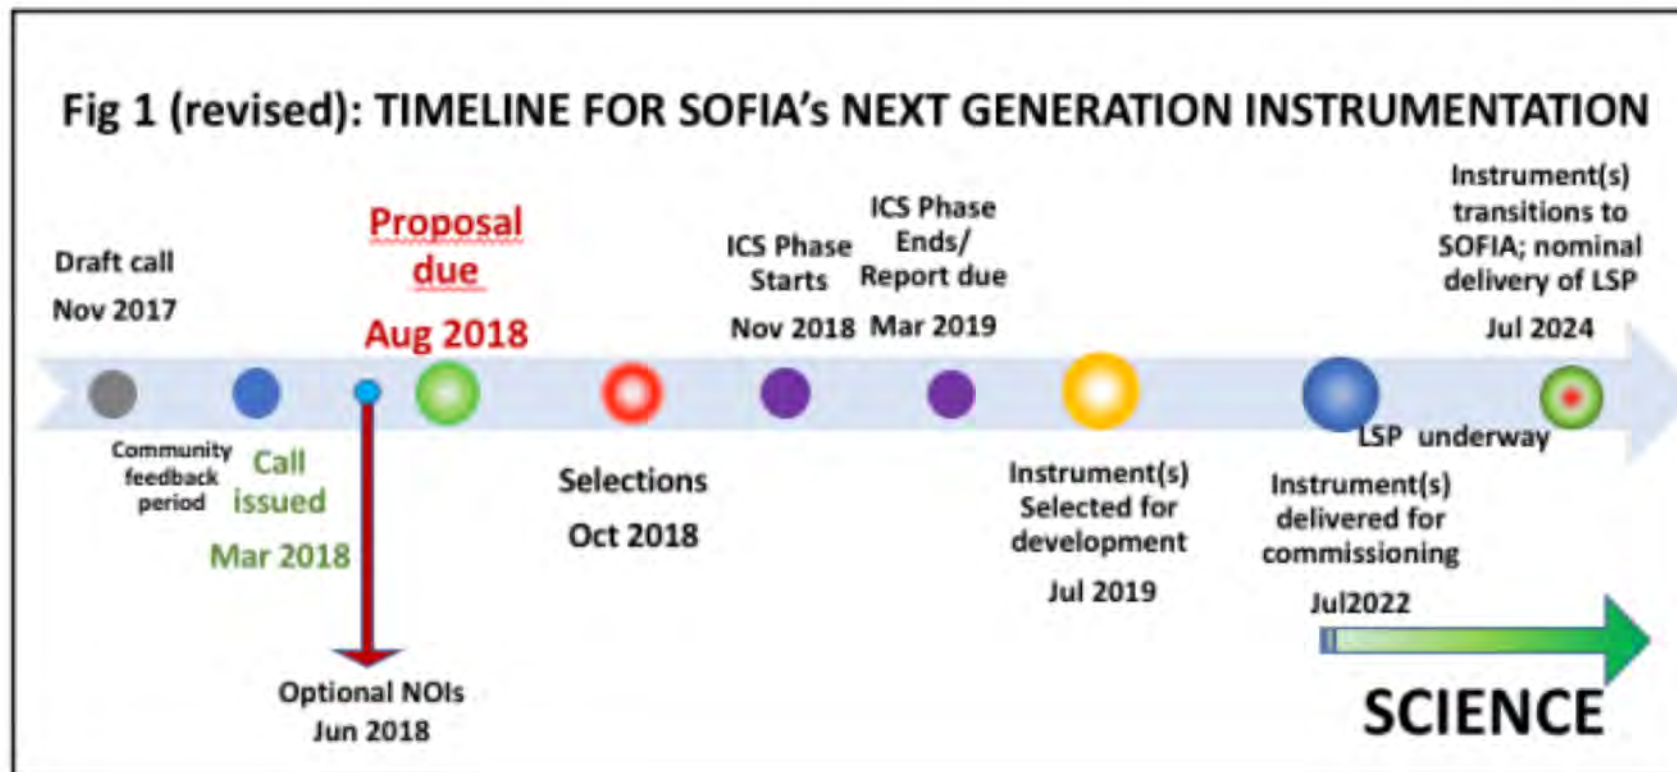 Fig 1 (revised): TIMELINE FOR SOFIA's NEXT GENERATION INSTRUMENTATION
Draft call
Nov 2017
Community
feedback
period
Call
issued
Mar 2018
Optional NOIs
Jun 2018
Proposal
due
Aug 2018
Selections
Oct 2018
ICS Phase
Starts
Nov 2018
ICS Phase
Ends/
Report due
Mar 2019
Instrument(s)
Selected for
development
Jul 2019
Instrument(s)
delivered for
commissioning
Jul2022
LSP underway
Instrument(s)
transitions to
SOFIA; nominal
delivery of LSP
Jul 2024
SCIENCE